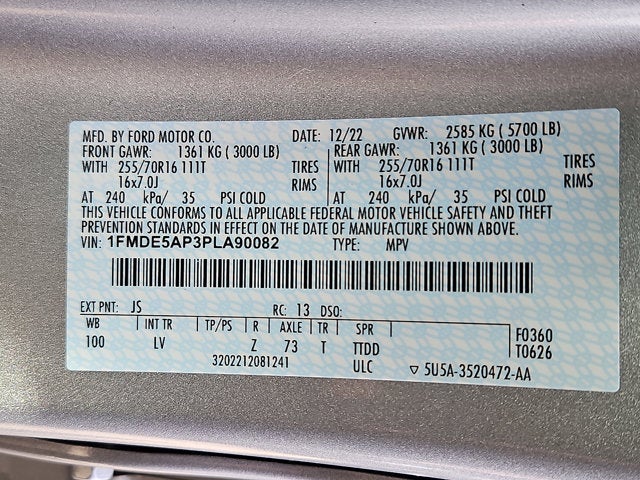 MFD. BY FORD MOTOR CO. DATE: 12/22 GVWR: 2585 KG ( 5700 LB)
FRONT GAWR: 1361 KG ( 3000 LB) REAR GAWR: 1361 KG ( 3000 LB)
WITH 255/70R16 111T TIRES WITH 255/70R16 111T TIRES
16x7.0J RIMS 16x7.0J RIMS
AT 240 kPa/ 35 PSI COLD AT 240 kPa/ 35 PSI COLD
THIS VEHICLE CONFORMS TO ALL APPLICABLE FEDERAL MOTOR VEHICLE SAFETY AND THEFT
PREVENTION STANDARDS IN EFFECT ON THE DATE OF MANUFACTURE SHOWN ABOVE.
VIN: 1FMDE5AP3PLA90082 TYPE: MPV
EXT PNT: JS RC: 13 DSO:
WB INT TR TP/PS R AXLE TR SPR F0360
100 LV Z 73 T TTDD T0626
3202212081241 ULC ▽ 5U5A-3520472-AA